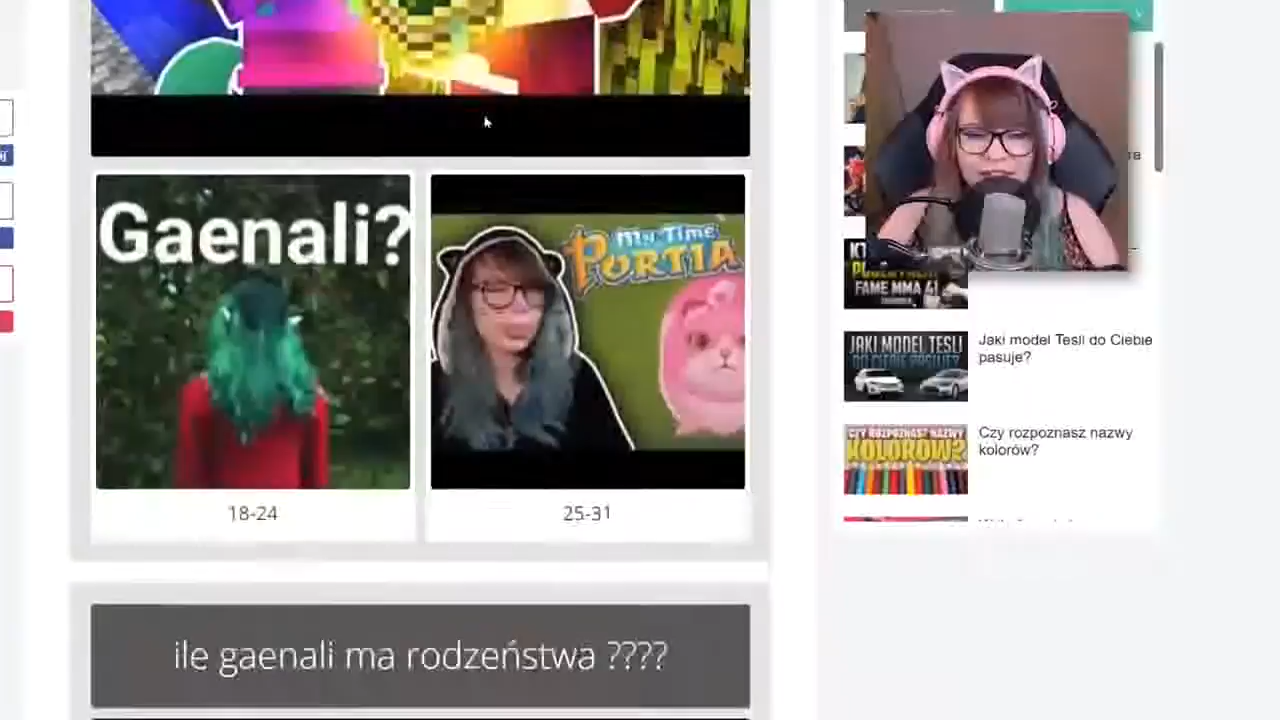 Gaenali?
My Time
PORTIA
18-24
25-31
ile gaenali ma rodzeństwa ????
FAME MMA 4
JAKI MODEL TESLI
DO CIEBIE PASUJE?
Jaki model Tesli do Ciebie
pasuje?
CZY ROZPOZNASZ NAZWY
KOLORÓW?
Czy rozpoznasz nazwy
kolorów?